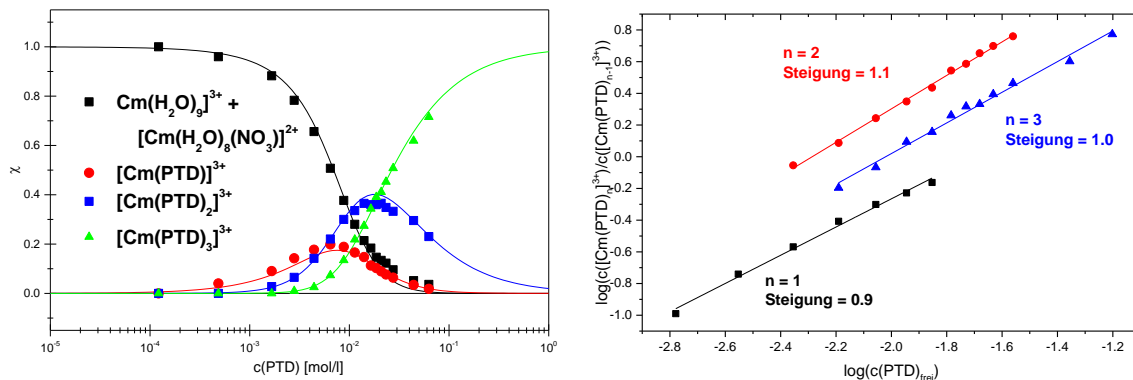 1.0
0.8
0.6
0.4
0.2
0.0
χ
Cm(H₂O)₉]³⁺ +
[Cm(H₂O)₈(NO₃)]²⁺
[Cm(PTD)]³⁺
[Cm(PTD)₂]³⁺
[Cm(PTD)₃]³⁺
10⁻⁵ 10⁻⁴ 10⁻³ 10⁻² 10⁻¹ 10⁰
c(PTD) [mol/l]
0.8
0.6
0.4
0.2
0.0
-0.2
-0.4
-0.6
-0.8
-1.0
log(c([Cm(PTD)ₙ]³⁺)/c([Cm(PTD)ₙ₋₁]³⁺))
n = 2
Steigung = 1.1
n = 3
Steigung = 1.0
n = 1
Steigung = 0.9
-2.8 -2.6 -2.4 -2.2 -2.0 -1.8 -1.6 -1.4 -1.2
log(c(PTD)frei)